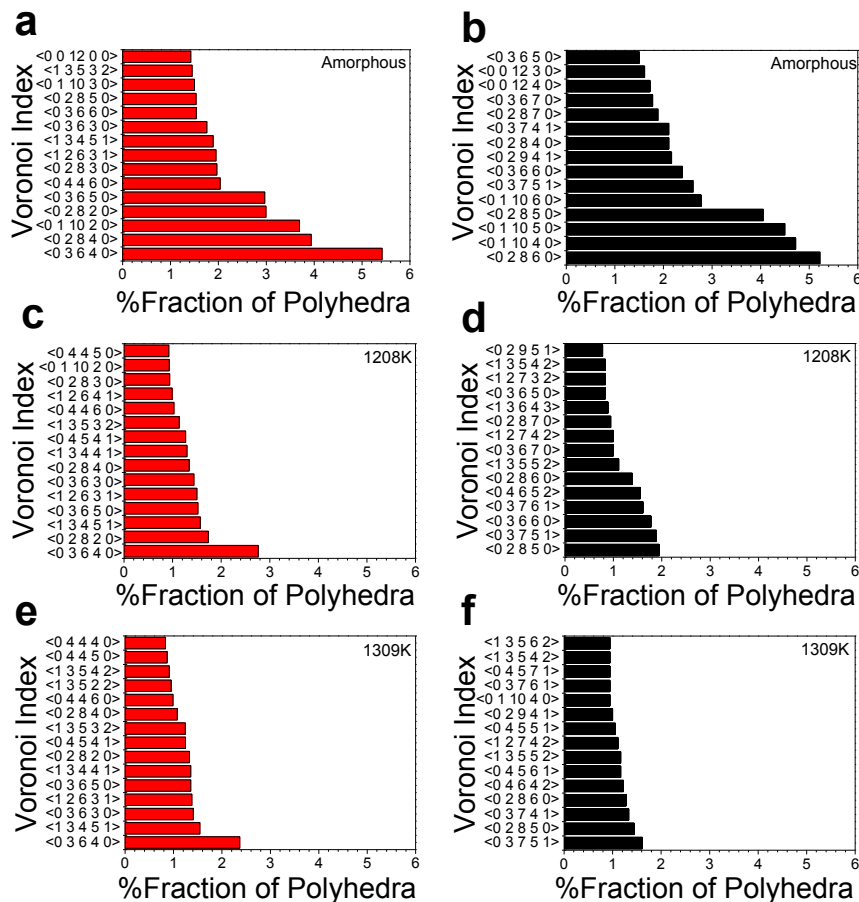 a
Voronoi Index
Amorphous
<0 0 12 0 0>
<1 3 5 3 2>
<0 1 10 3 0>
<0 2 8 5 0>
<0 3 6 6 0>
<0 3 6 3 0>
<1 3 4 5 1>
<1 2 6 3 1>
<0 2 8 3 0>
<0 4 4 6 0>
<0 3 6 5 0>
<0 2 8 2 0>
<0 1 10 2 0>
<0 2 8 4 0>
<0 3 6 4 0>
0 1 2 3 4 5 6
%Fraction of Polyhedra
b
Voronoi Index
Amorphous
<0 3 6 5 0>
<0 0 12 3 0>
<0 0 12 4 0>
<0 3 6 7 0>
<0 2 8 7 0>
<0 3 7 4 1>
<0 2 8 4 0>
<0 2 9 4 1>
<0 3 6 6 0>
<0 3 7 5 1>
<0 1 10 6 0>
<0 2 8 5 0>
<0 1 10 5 0>
<0 1 10 4 0>
<0 2 8 6 0>
0 1 2 3 4 5 6
%Fraction of Polyhedra
c
Voronoi Index
1208K
<0 4 4 5 0>
<0 1 10 2 0>
<0 2 8 3 0>
<1 2 6 4 1>
<0 4 4 6 0>
<1 3 5 3 2>
<0 4 5 4 1>
<1 3 4 4 1>
<0 2 8 4 0>
<0 3 6 3 0>
<1 2 6 3 1>
<0 3 6 5 0>
<1 3 4 5 1>
<0 2 8 2 0>
<0 3 6 4 0>
0 1 2 3 4 5 6
%Fraction of Polyhedra
d
Voronoi Index
1208K
<0 2 9 5 1>
<1 3 5 4 2>
<1 2 7 3 2>
<0 3 6 5 0>
<1 3 6 4 3>
<0 2 8 7 0>
<1 2 7 4 2>
<0 3 6 7 0>
<1 3 5 5 2>
<0 2 8 6 0>
<0 4 6 5 2>
<0 3 7 6 1>
<0 3 6 6 0>
<0 3 7 5 1>
<0 2 8 5 0>
0 1 2 3 4 5 6
%Fraction of Polyhedra
e
Voronoi Index
1309K
<0 4 4 4 0>
<0 4 4 5 0>
<1 3 5 4 2>
<1 3 5 2 2>
<0 4 4 6 0>
<0 2 8 4 0>
<1 3 5 3 2>
<0 4 5 4 1>
<0 2 8 2 0>
<1 3 4 4 1>
<0 3 6 5 0>
<1 2 6 3 1>
<0 3 6 3 0>
<1 3 4 5 1>
<0 3 6 4 0>
0 1 2 3 4 5 6
%Fraction of Polyhedra
f
Voronoi Index
1309K
<1 3 5 6 2>
<1 3 5 4 2>
<0 4 5 7 1>
<0 3 7 6 1>
<0 1 10 4 0>
<0 2 9 4 1>
<0 4 5 5 1>
<1 2 7 4 2>
<1 3 5 5 2>
<0 4 5 6 1>
<0 4 6 4 2>
<0 2 8 6 0>
<0 3 7 4 1>
<0 2 8 5 0>
<0 3 7 5 1>
0 1 2 3 4 5 6
%Fraction of Polyhedra